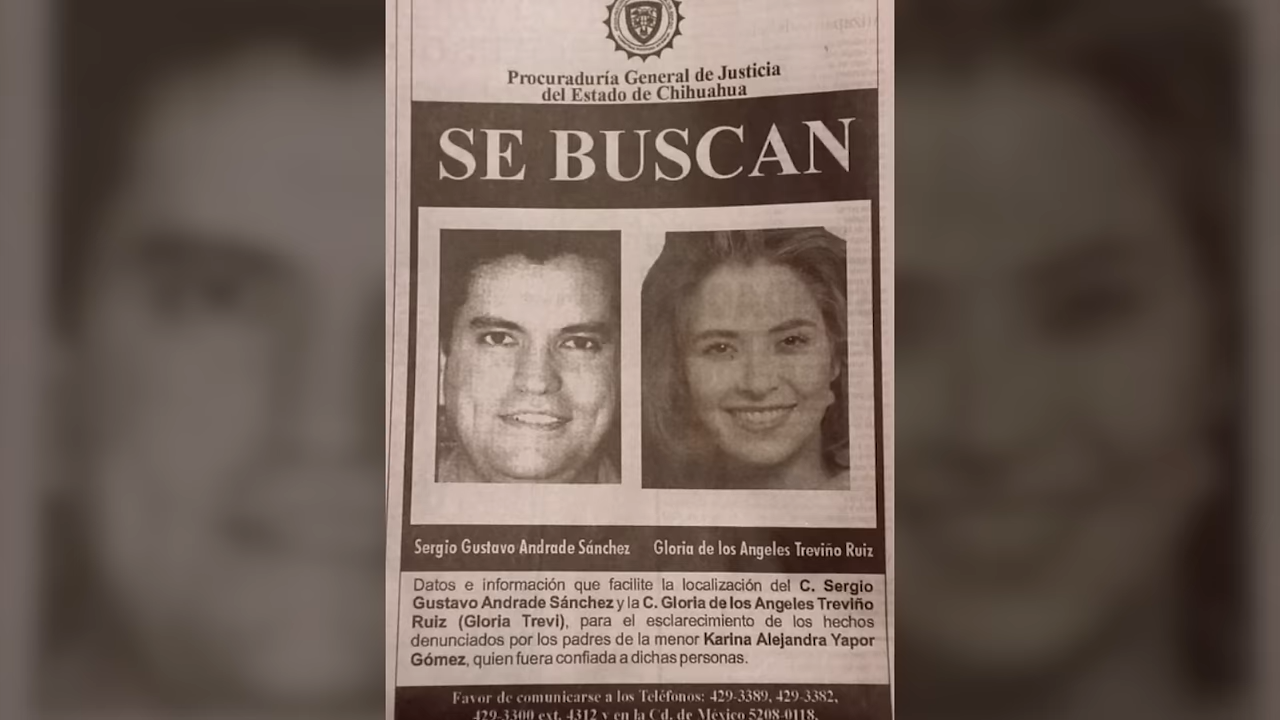 Procuraduría General de Justicia
del Estado de Chihuahua
SE BUSCAN
Sergio Gustavo Andrade Sánchez Gloria de los Angeles Treviño Ruiz
Datos e información que facilite la localización del C. Sergio
Gustavo Andrade Sánchez y la C. Gloria de los Angeles Treviño
Ruiz (Gloria Trevi), para el esclarecimiento de los hechos
denunciados por los padres de la menor Karina Alejandra Yapor
Gómez, quien fuera confiada a dichas personas.
Favor de comunicarse a los Teléfonos: 429-3389, 429-3382,
429-3300 ext. 4312 y en la Cd. de México 5208-0118.